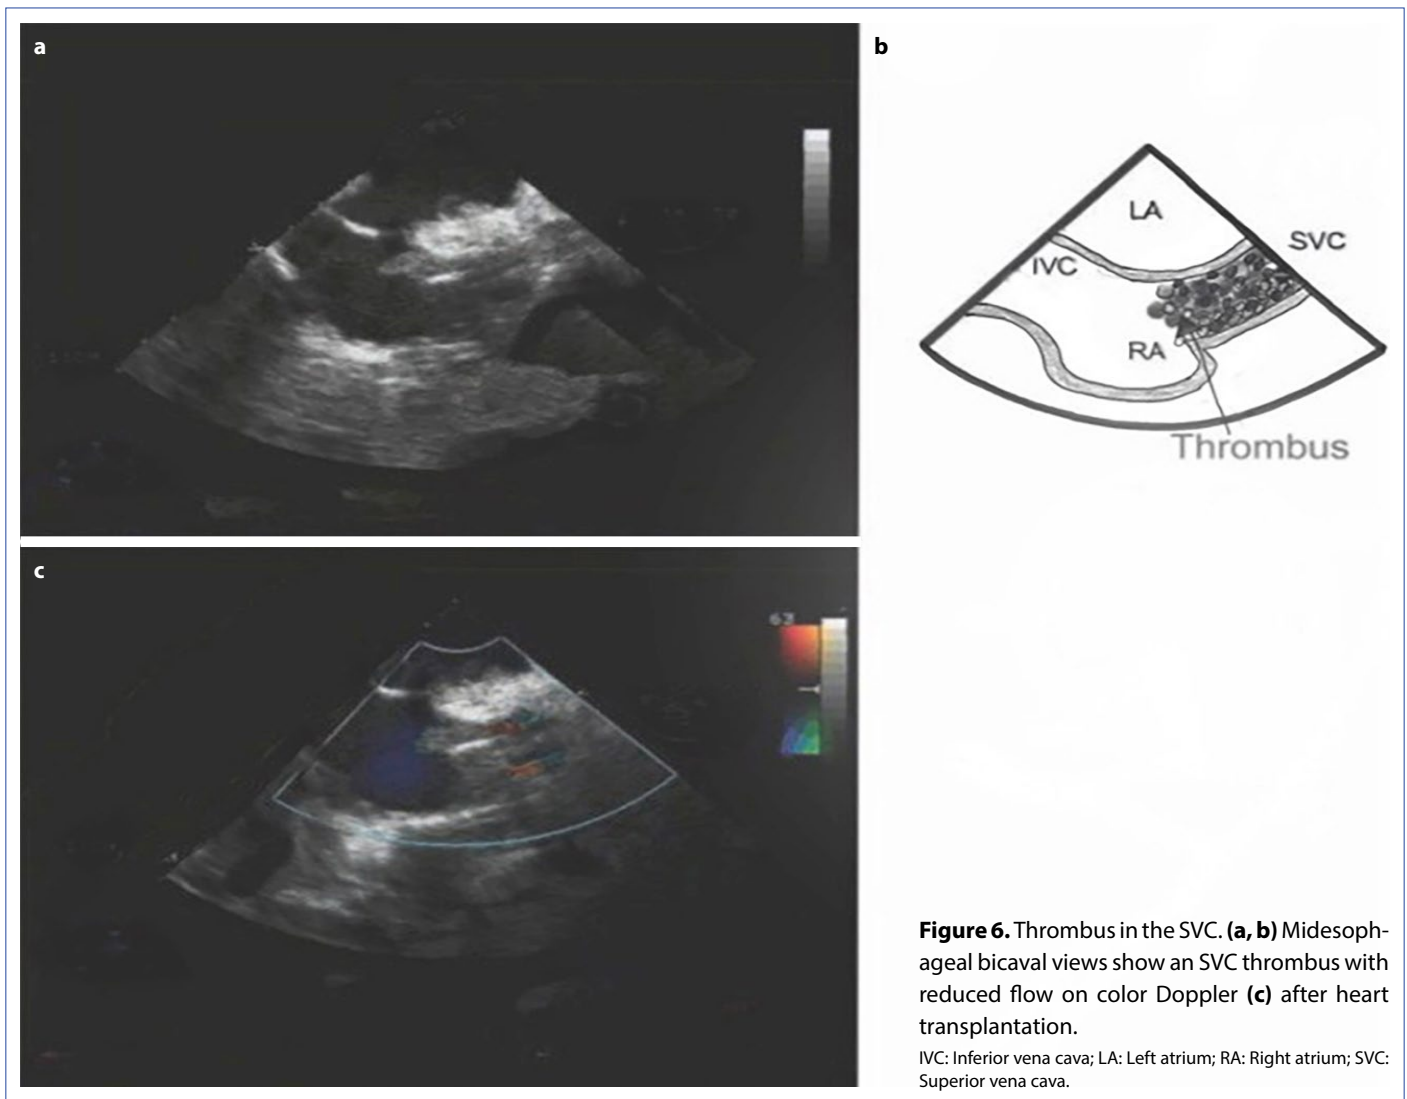 a
b
LA
SVC
IVC
RA
Thrombus
c
63
Figure 6. Thrombus in the SVC. (a, b) Midesoph-
ageal bicaval views show an SVC thrombus with
reduced flow on color Doppler (c) after heart
transplantation.
IVC: Inferior vena cava; LA: Left atrium; RA: Right atrium; SVC:
Superior vena cava.